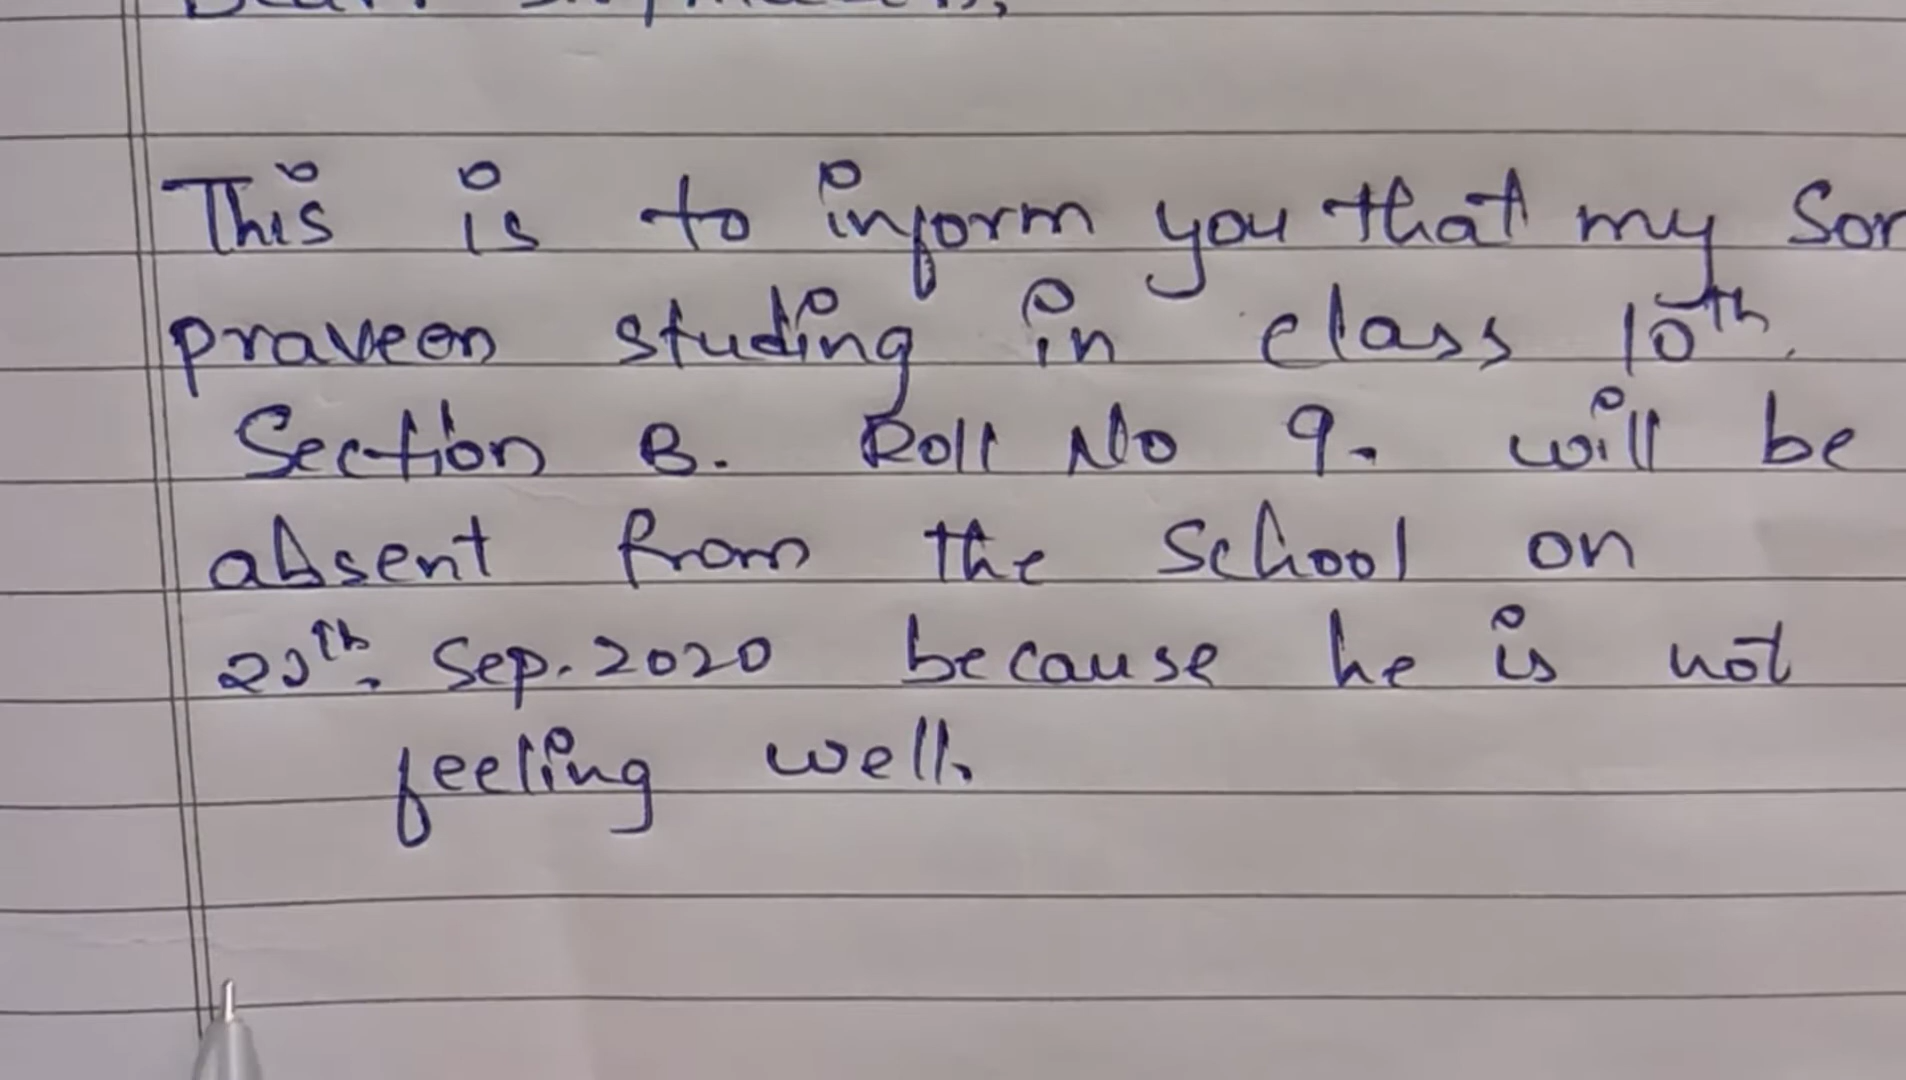 This is to inform you that my Son
praveen studing in class 10th.
Section B. Roll No 9. will be
absent from the School on
20th. Sep. 2020 because he is not
feeling well.